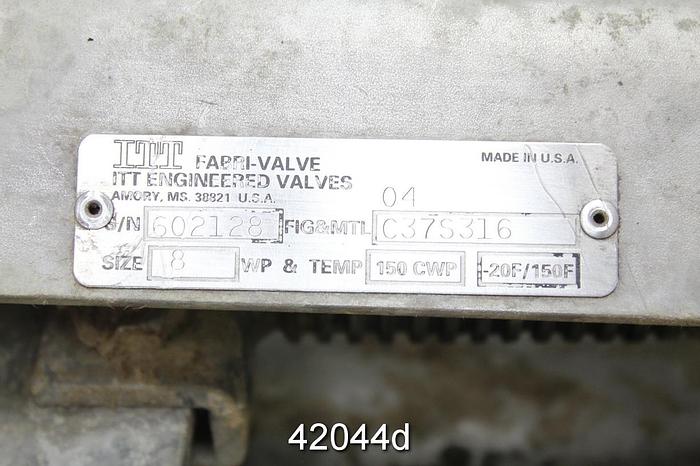 ITT FABRI-VALVE MADE IN U.S.A.
ITT ENGINEERED VALVES
AMORY, MS. 38821 U.S.A. 04
S/N 602128 FIG&MTL C37S316
SIZE 18 WP & TEMP 150 CWP -20F/150F
42044d